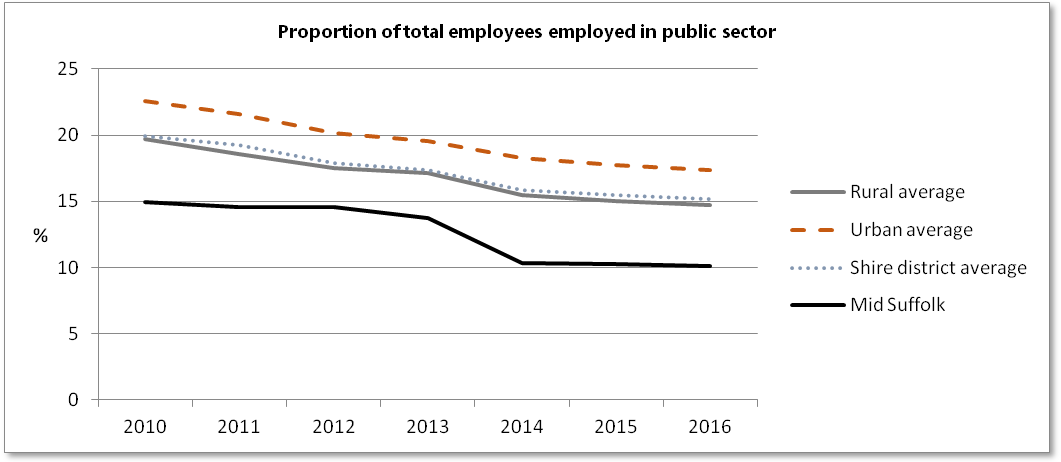 Proportion of total employees employed in public sector
25
20
15
10
5
0
%
2010 2011 2012 2013 2014 2015 2016
Rural average
Urban average
Shire district average
Mid Suffolk